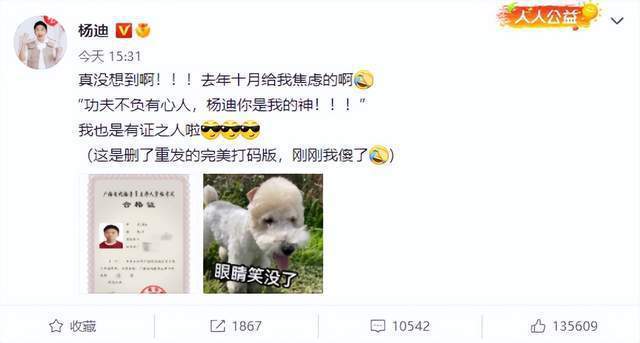 人人公益
杨迪
今天 15:31
真没想到啊！！！去年十月给我焦虑的啊
“功夫不负有心人，杨迪你是我的神！！！”
我也是有证之人啦
（这是删了重发的完美打码版，刚刚我傻了）
合格证
眼睛笑没了
收藏
1867
10542
135609